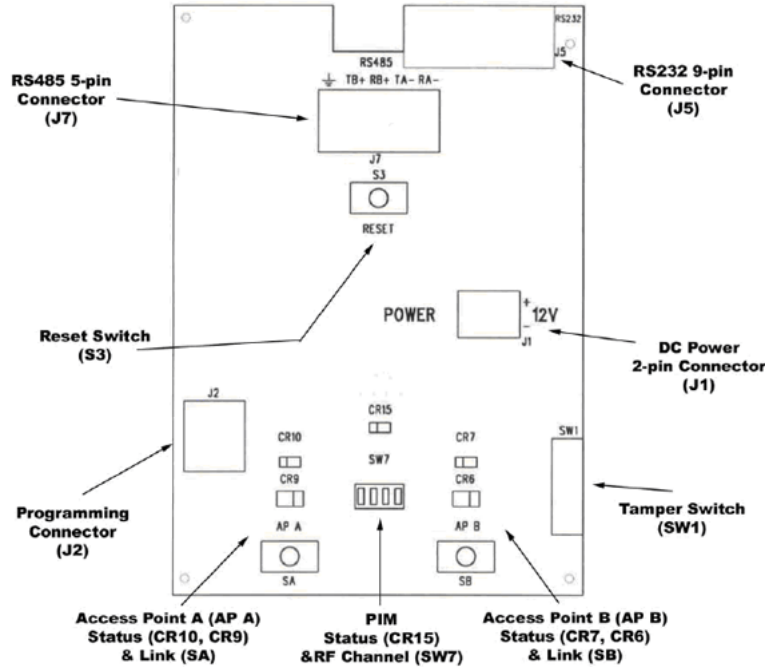 RS232
J5
RS485
⏚ TB+ RB+ TA- RA-
RS485 5-pin
Connector
(J7)
RS232 9-pin
Connector
(J5)
J7
S3
RESET
POWER
+
12V
-
J1
Reset Switch
(S3)
DC Power
2-pin Connector
(J1)
J2
CR15
CR10
CR7
SW1
SW7
CR9
CR6
Programming
Connector
(J2)
Tamper Switch
(SW1)
AP A
AP B
SA
SB
Access Point A (AP A)
Status (CR10, CR9)
& Link (SA)
PIM
Status (CR15)
&RF Channel (SW7)
Access Point B (AP B)
Status (CR7, CR6)
& Link (SB)